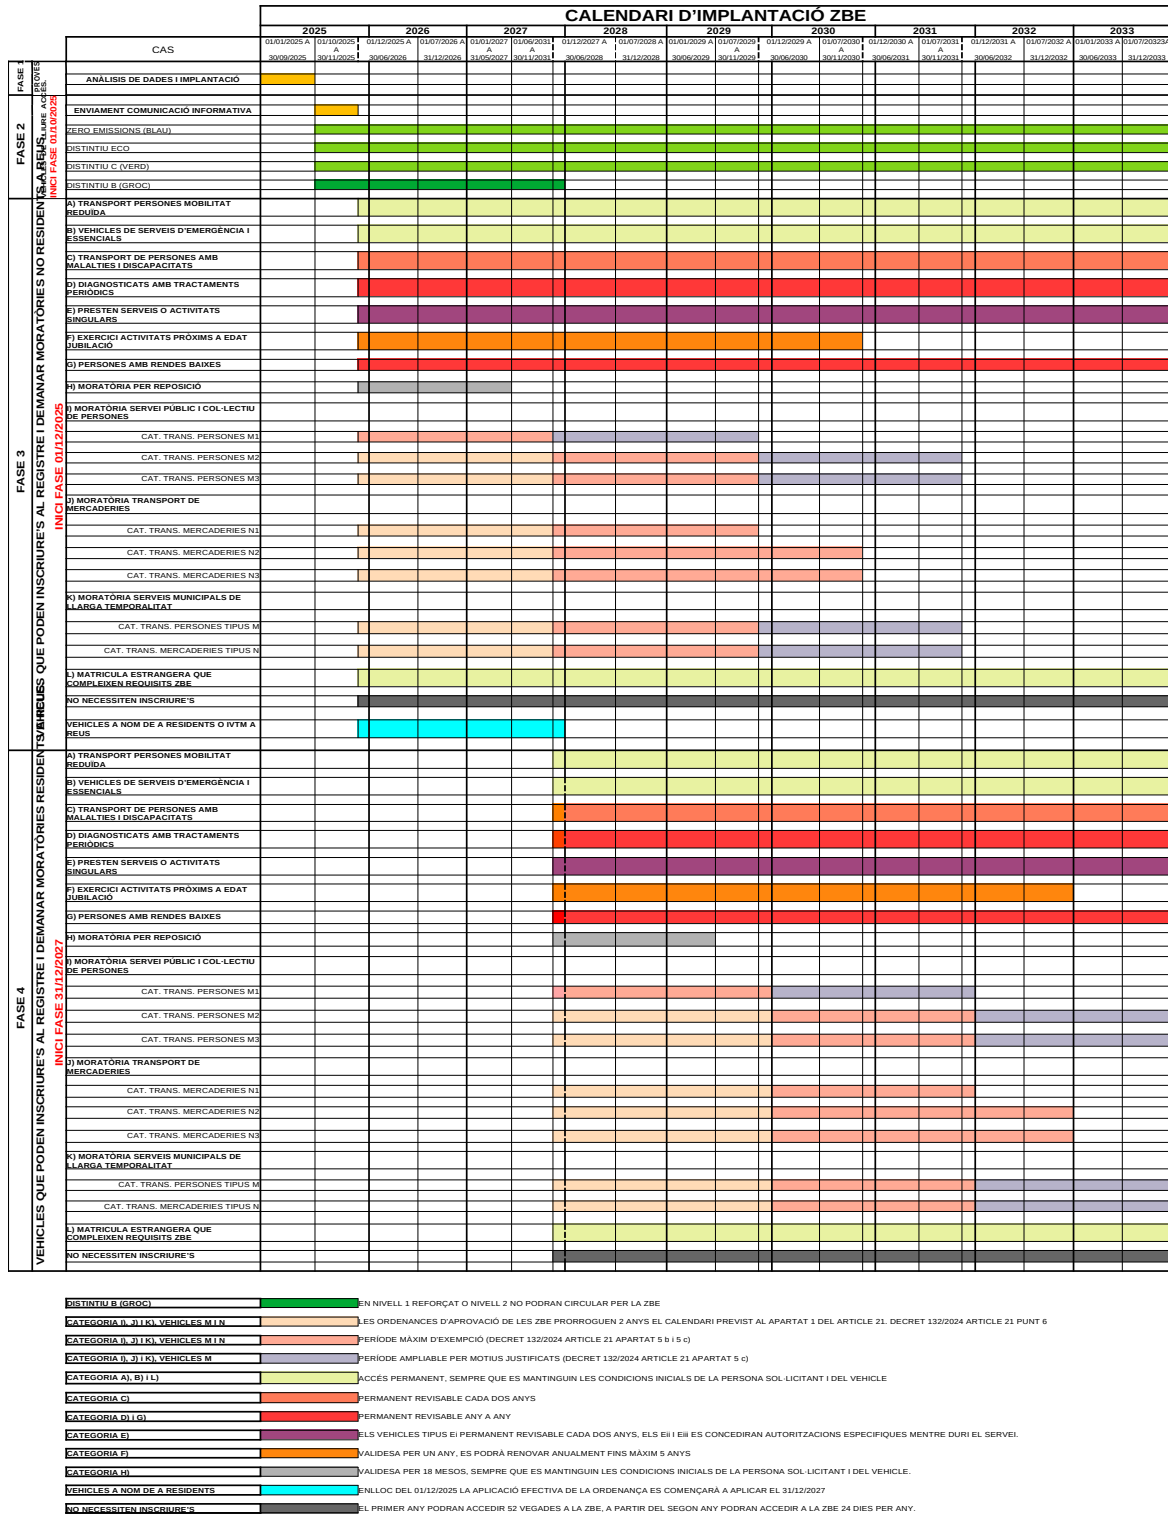 CALENDARI D'IMPLANTACIÓ ZBE
2025 2026 2027 2028 2029 2030 2031 2032 2033
CAS
01/01/2025 A 30/09/2025
01/10/2025 A 30/11/2025
01/12/2025 A 30/06/2026
01/07/2026 A 31/12/2026
01/01/2027 A 31/05/2027
01/06/2031 A 30/11/2027
01/12/2027 A 30/06/2028
01/07/2028 A 31/12/2028
01/01/2029 A 30/06/2029
01/07/2029 A 30/11/2029
01/12/2029 A 30/06/2030
01/07/2030 A 30/11/2030
01/12/2030 A 30/06/2031
01/07/2031 A 30/11/2031
01/12/2031 A 30/06/2032
01/07/2032 A 31/12/2032
01/01/2033 A 30/06/2033
01/07/20323A 31/12/2033
FASE 1
PROVES
ANÀLISIS DE DADES I IMPLANTACIÓ
FASE 2
INICI FASE 01/10/2025
ENVIAMENT COMUNICACIÓ INFORMATIVA
ZERO EMISSIONS (BLAU)
DISTINTIU ECO
DISTINTIU C (VERD)
DISTINTIU B (GROC)
FASE 3
QUE PODEN INSCRIURE'S AL REGISTRE I DEMANAR MORATÒRIES NO RESIDENTS A REUS
INICI FASE 01/12/2025
A) TRANSPORT PERSONES MOBILITAT
REDUÏDA
B) VEHICLES DE SERVEIS D'EMERGÈNCIA I
ESSENCIALS
C) TRANSPORT DE PERSONES AMB
MALALTIES I DISCAPACITATS
D) DIAGNOSTICATS AMB TRACTAMENTS
PERIÒDICS
E) PRESTEN SERVEIS O ACTIVITATS
SINGULARS
F) EXERCICI ACTIVITATS PRÒXIMS A EDAT
JUBILACIÓ
G) PERSONES AMB RENDES BAIXES
H) MORATÒRIA PER REPOSICIÓ
I) MORATÒRIA SERVEI PÚBLIC I COL·LECTIU
DE PERSONES
CAT. TRANS. PERSONES M1
CAT. TRANS. PERSONES M2
CAT. TRANS. PERSONES M3
J) MORATÒRIA TRANSPORT DE
MERCADERIES
CAT. TRANS. MERCADERIES N1
CAT. TRANS. MERCADERIES N2
CAT. TRANS. MERCADERIES N3
K) MORATÒRIA SERVEIS MUNICIPALS DE
LLARGA TEMPORALITAT
CAT. TRANS. PERSONES TIPUS M
CAT. TRANS. MERCADERIES TIPUS N
L) MATRICULA ESTRANGERA QUE
COMPLEIXEN REQUISITS ZBE
NO NECESSITEN INSCRIURE'S
VEHICLES A NOM DE A RESIDENTS O IVTM A
REUS
FASE 4
VEHICLES QUE PODEN INSCRIURE'S AL REGISTRE I DEMANAR MORATÒRIES RESIDENTS A REUS
INICI FASE 31/12/2027
A) TRANSPORT PERSONES MOBILITAT
REDUÏDA
B) VEHICLES DE SERVEIS D'EMERGÈNCIA I
ESSENCIALS
C) TRANSPORT DE PERSONES AMB
MALALTIES I DISCAPACITATS
D) DIAGNOSTICATS AMB TRACTAMENTS
PERIÒDICS
E) PRESTEN SERVEIS O ACTIVITATS
SINGULARS
F) EXERCICI ACTIVITATS PRÒXIMS A EDAT
JUBILACIÓ
G) PERSONES AMB RENDES BAIXES
H) MORATÒRIA PER REPOSICIÓ
I) MORATÒRIA SERVEI PÚBLIC I COL·LECTIU
DE PERSONES
CAT. TRANS. PERSONES M1
CAT. TRANS. PERSONES M2
CAT. TRANS. PERSONES M3
J) MORATÒRIA TRANSPORT DE
MERCADERIES
CAT. TRANS. MERCADERIES N1
CAT. TRANS. MERCADERIES N2
CAT. TRANS. MERCADERIES N3
K) MORATÒRIA SERVEIS MUNICIPALS DE
LLARGA TEMPORALITAT
CAT. TRANS. PERSONES TIPUS M
CAT. TRANS. MERCADERIES TIPUS N
L) MATRICULA ESTRANGERA QUE
COMPLEIXEN REQUISITS ZBE
NO NECESSITEN INSCRIURE'S
DISTINTIU B (GROC) EN NIVELL 1 REFORÇAT O NIVELL 2 NO PODRAN CIRCULAR PER LA ZBE
CATEGORIA I), J) I K), VEHICLES M I N LES ORDENANCES D'APROVACIÓ DE LES ZBE PRORROGUEN 2 ANYS EL CALENDARI PREVIST AL APARTAT 1 DEL ARTICLE 21. DECRET 132/2024 ARTICLE 21 PUNT 6
CATEGORIA I), J) I K), VEHICLES M I N PERÍODE MÀXIM D'EXEMPCIÓ (DECRET 132/2024 ARTICLE 21 APARTAT 5 b i 5 c)
CATEGORIA I), J) i K), VEHICLES M PERÍODE AMPLIABLE PER MOTIUS JUSTIFICATS (DECRET 132/2024 ARTICLE 21 APARTAT 5 c)
CATEGORIA A), B) i L) ACCÉS PERMANENT, SEMPRE QUE ES MANTINGUIN LES CONDICIONS INICIALS DE LA PERSONA SOL·LICITANT I DEL VEHICLE
CATEGORIA C) PERMANENT REVISABLE CADA DOS ANYS
CATEGORIA D) i G) PERMANENT REVISABLE ANY A ANY
CATEGORIA E) ELS VEHICLES TIPUS Ei PERMANENT REVISABLE CADA DOS ANYS, ELS Eii I Eiii ES CONCEDIRAN AUTORITZACIONS ESPECIFIQUES MENTRE DURI EL SERVEI.
CATEGORIA F) VALIDESA PER UN ANY, ES PODRÀ RENOVAR ANUALMENT FINS MÀXIM 5 ANYS
CATEGORIA H) VALIDESA PER 18 MESOS, SEMPRE QUE ES MANTINGUIN LES CONDICIONS INICIALS DE LA PERSONA SOL·LICITANT I DEL VEHICLE.
VEHICLES A NOM DE A RESIDENTS ENLLOC DEL 01/12/2025 LA APLICACIÓ EFECTIVA DE LA ORDENANÇA ES COMENÇARÀ A APLICAR EL 31/12/2027
NO NECESSITEN INSCRIURE'S EL PRIMER ANY PODRAN ACCEDIR 52 VEGADES A LA ZBE, A PARTIR DEL SEGON ANY PODRAN ACCEDIR A LA ZBE 24 DIES PER ANY.